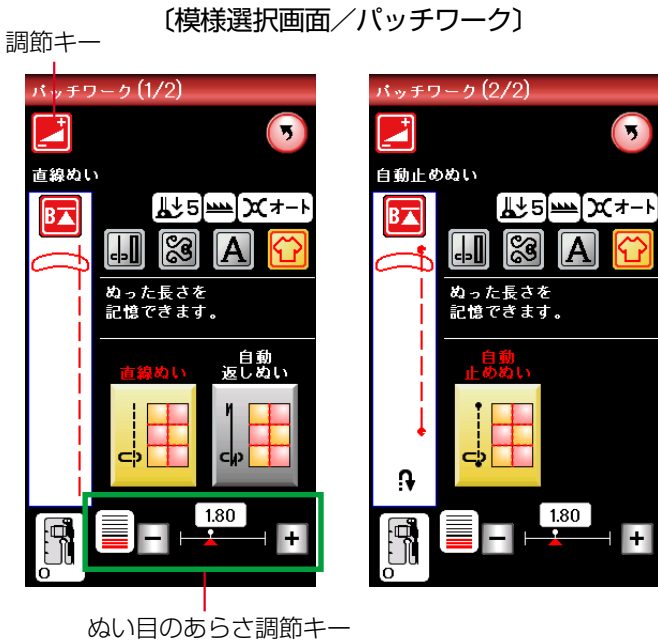 〔模様選択画面／パッチワーク〕
調節キー
パッチワーク(1/2)
直線ぬい
B
5
オート
A
ぬった長さを
記憶できます。
直線ぬい
自動
返しぬい
1.80
− +
0
ぬい目のあらさ調節キー
パッチワーク(2/2)
自動止めぬい
B
5
オート
A
ぬった長さを
記憶できます。
自動
止めぬい
1.80
− +
0